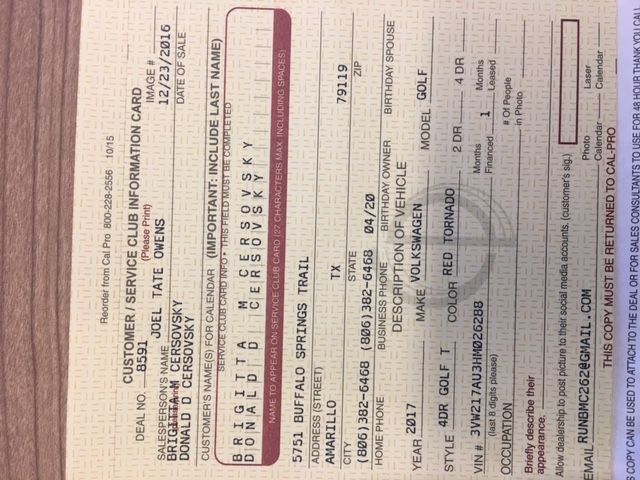 Reorder from Cal Pro 800-228-2556 10/15
CUSTOMER / SERVICE CLUB INFORMATION CARD
(Please Print)
IMAGE #
DEAL NO. 8591 JOEL TATE OWENS 12/23/2016
SALESPERSON'S NAME DATE OF SALE
BRIGITTA M CERSOVSKY
DONALD D CERSOVSKY
CUSTOMER'S NAME(S) FOR CALENDAR (IMPORTANT: INCLUDE LAST NAME)
SERVICE CLUB CARD INFO • THIS FIELD MUST BE COMPLETED
BRIGITTA M CERSOVSKY
DONALD D CERSOVSKY
NAME TO APPEAR ON SERVICE CLUB CARD (27 CHARACTERS MAX. INCLUDING SPACES)
5751 BUFFALO SPRINGS TRAIL
ADDRESS (STREET)
AMARILLO TX 79119
CITY STATE ZIP
(806)382-6468 (806)382-6468 04/20
HOME PHONE BUSINESS PHONE BIRTHDAY OWNER BIRTHDAY SPOUSE
DESCRIPTION OF VEHICLE
YEAR 2017 MAKE VOLKSWAGEN MODEL GOLF
STYLE 4DR GOLF T COLOR RED TORNADO 2 DR 4 DR
VIN # 3VW217AU3HM026288 Months Financed 1 Months Leased
(last 8 digits please)
OCCUPATION # Of People in Photo
Briefly describe their
appearance.
Allow dealership to post picture to their social media accounts. (customer's sig.)
EMAIL RUNBMC262@GMAIL.COM Photo Calendar Laser Calendar
THIS COPY MUST BE RETURNED TO CAL-PRO
COPY CAN BE USED TO ATTACH TO THE DEAL OR FOR SALES CONSULTANTS TO USE FOR 48 HOUR THANK YOU CALL